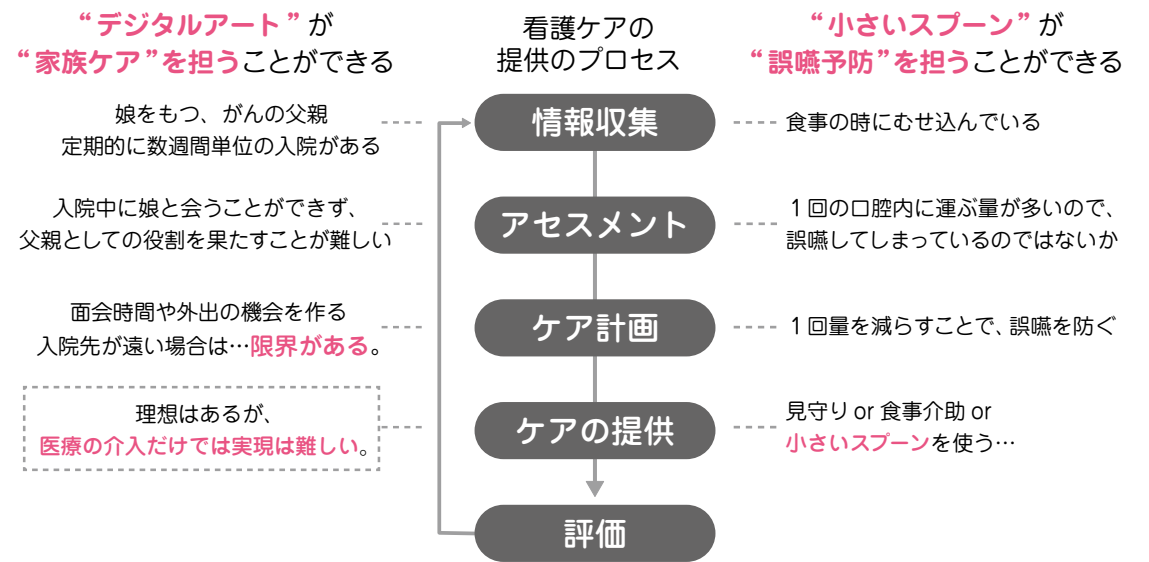 “デジタルアート”が
“家族ケア”を担うことができる
娘をもつ、がんの父親
定期的に数週間単位の入院がある
入院中に娘と会うことができず、
父親としての役割を果たすことが難しい
面会時間や外出の機会を作る
入院先が遠い場合は…限界がある。
理想はあるが、
医療の介入だけでは実現は難しい。
看護ケアの
提供のプロセス
情報収集
アセスメント
ケア計画
ケアの提供
評価
“小さいスプーン”が
“誤嚥予防”を担うことができる
食事の時にむせ込んでいる
1回の口腔内に運ぶ量が多いので、
誤嚥してしまっているのではないか
1回量を減らすことで、誤嚥を防ぐ
見守り or 食事介助 or
小さいスプーンを使う…